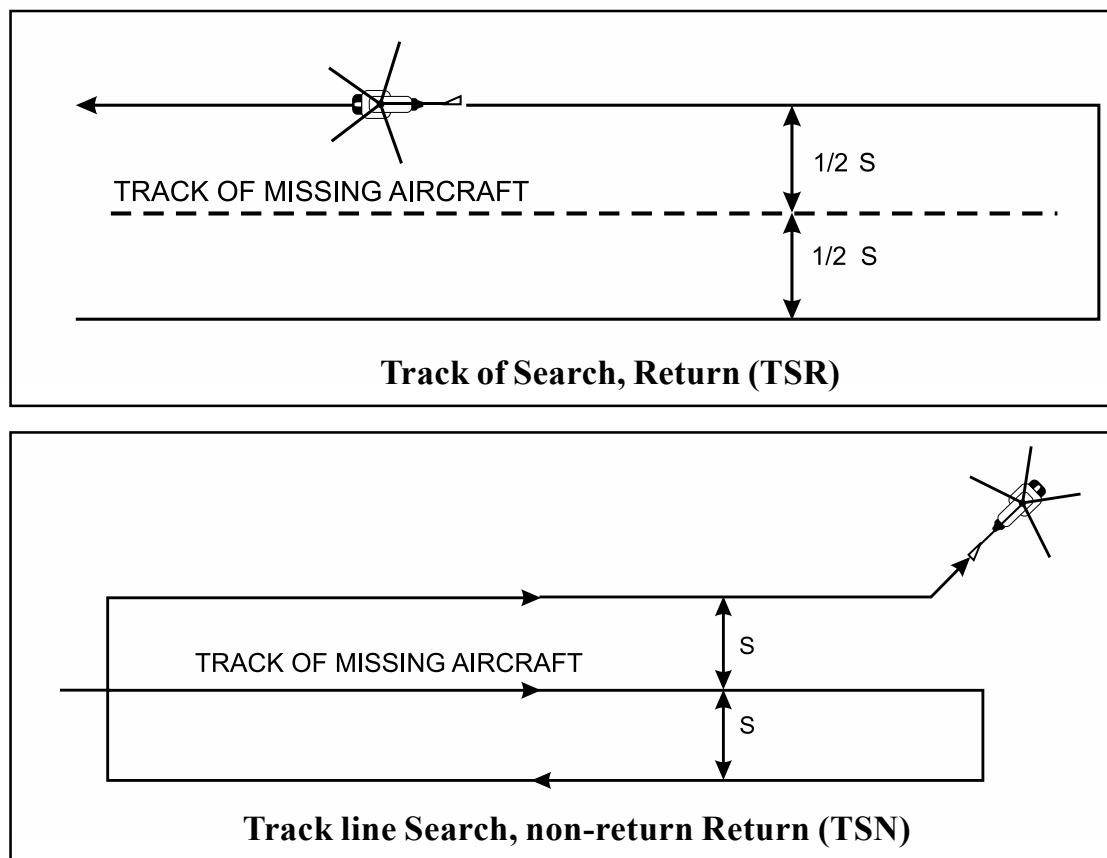 1/2 S
TRACK OF MISSING AIRCRAFT
1/2 S
Track of Search, Return (TSR)
S
TRACK OF MISSING AIRCRAFT
S
Track line Search, non-return Return (TSN)